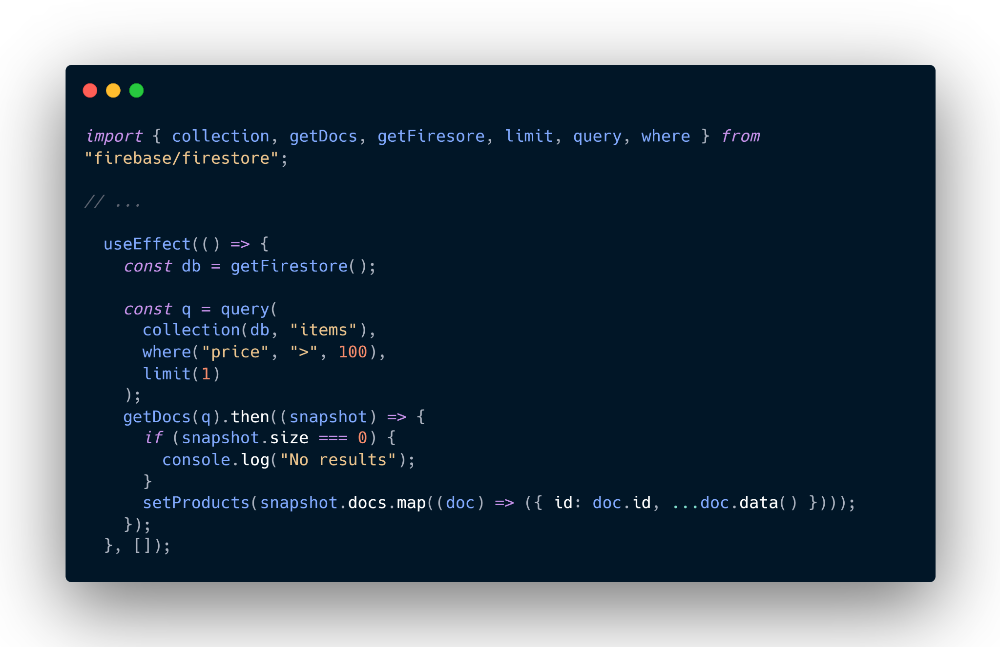 import { collection, getDocs, getFiresore, limit, query, where } from
"firebase/firestore";

// ...

  useEffect(() => {
    const db = getFirestore();

    const q = query(
      collection(db, "items"),
      where("price", ">", 100),
      limit(1)
    );
    getDocs(q).then((snapshot) => {
      if (snapshot.size === 0) {
        console.log("No results");
      }
      setProducts(snapshot.docs.map((doc) => ({ id: doc.id, ...doc.data() })));
    });
  }, []);